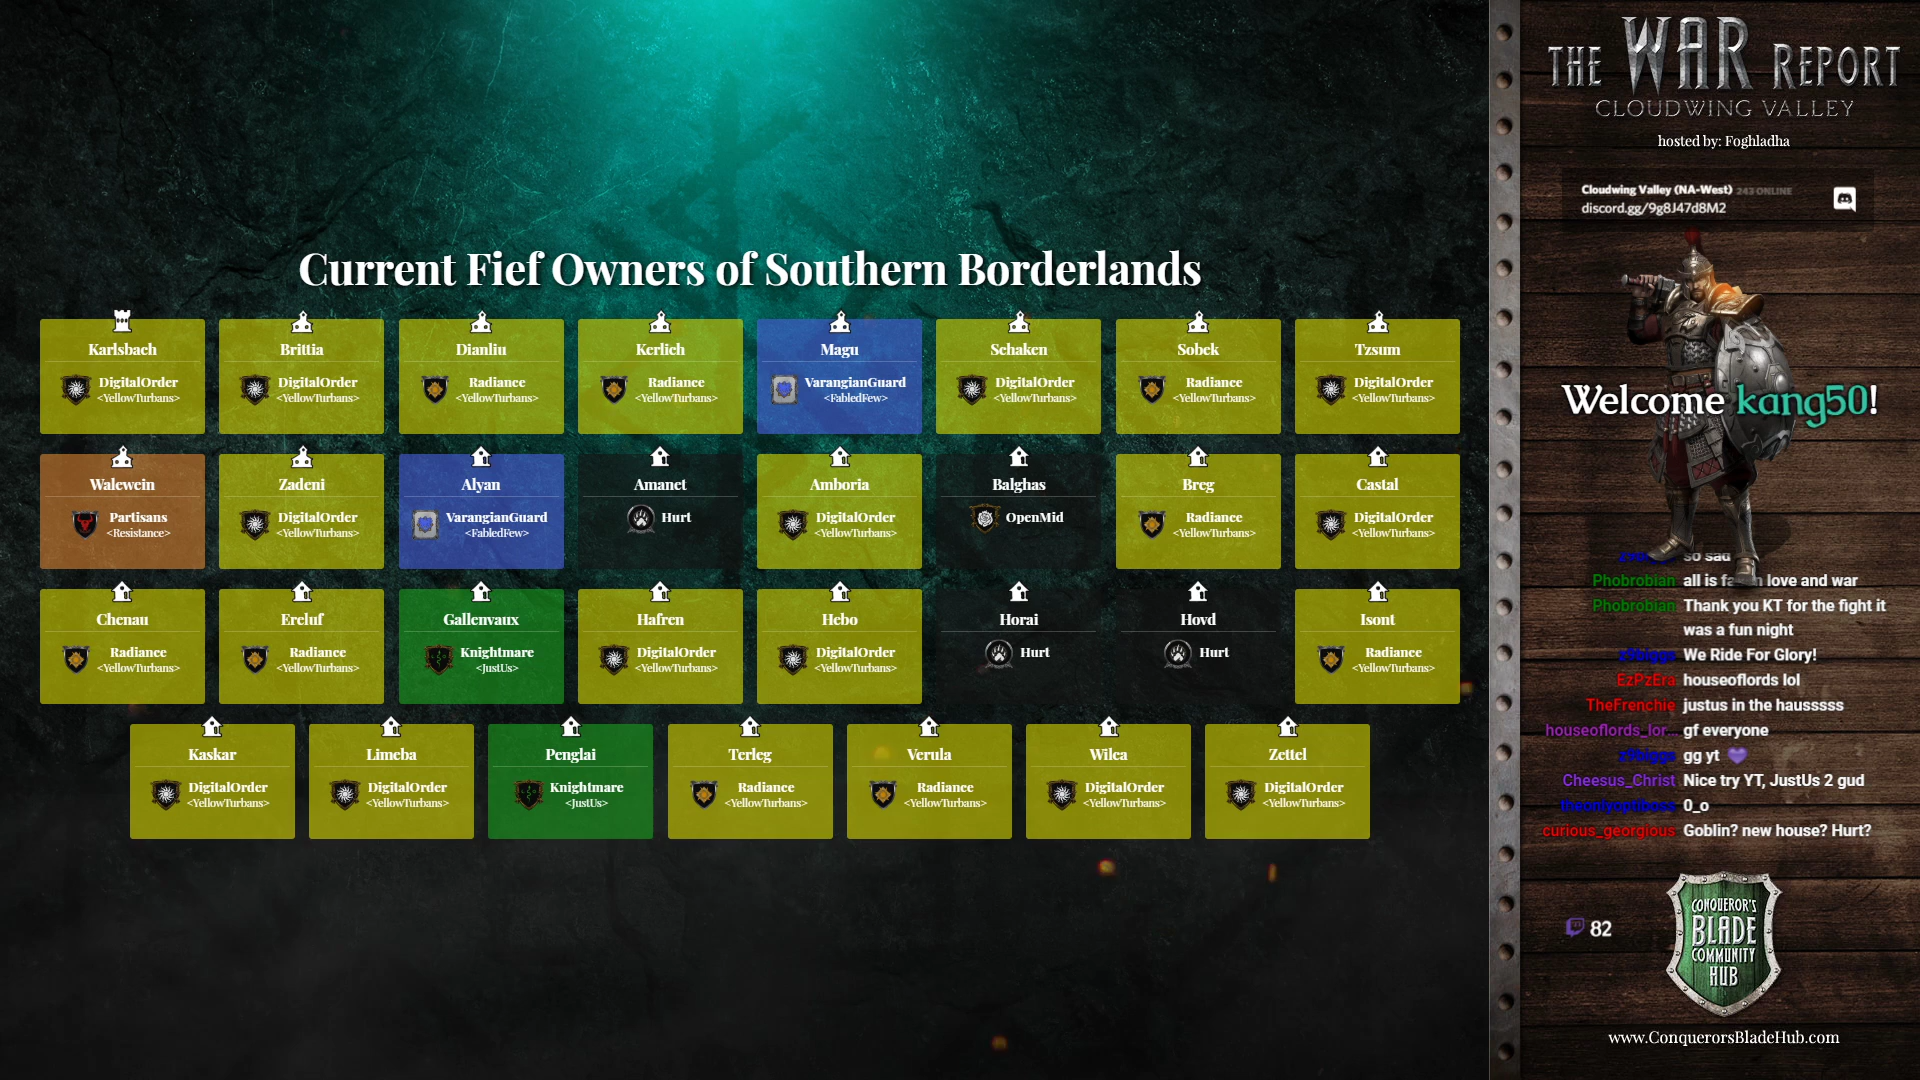 Current Fief Owners of Southern Borderlands
Karlsbach
DigitalOrder
<YellowTurbans>
Brittia
DigitalOrder
<YellowTurbans>
Dianliu
Radiance
<YellowTurbans>
Kerlich
Radiance
<YellowTurbans>
Magu
VarangianGuard
<FabledFew>
Schaken
DigitalOrder
<YellowTurbans>
Sobek
Radiance
<YellowTurbans>
Tzsum
DigitalOrder
<YellowTurbans>
Walewein
Partisans
<Resistance>
Zadeni
DigitalOrder
<YellowTurbans>
Alyan
VarangianGuard
<FabledFew>
Amanet
Hurt
Amboria
DigitalOrder
<YellowTurbans>
Balghas
OpenMid
Breg
Radiance
<YellowTurbans>
Castal
DigitalOrder
<YellowTurbans>
Chenau
Radiance
<YellowTurbans>
Ereluf
Radiance
<YellowTurbans>
Gallenvaux
Knightmare
<JustUs>
Hafren
DigitalOrder
<YellowTurbans>
Hebo
DigitalOrder
<YellowTurbans>
Horai
Hurt
Hovd
Hurt
Isont
Radiance
<YellowTurbans>
Kaskar
DigitalOrder
<YellowTurbans>
Limeba
DigitalOrder
<YellowTurbans>
Penglai
Knightmare
<JustUs>
Terleg
Radiance
<YellowTurbans>
Verula
Radiance
<YellowTurbans>
Wilca
DigitalOrder
<YellowTurbans>
Zettel
DigitalOrder
<YellowTurbans>
THE WAR REPORT
CLOUDWING VALLEY
hosted by: Foghladha
Cloudwing Valley (NA-West) 243 ONLINE
discord.gg/9g8J47d8M2
Welcome kang50!
so sad
Phobrobian all is love and war
Phobrobian Thank you KT for the fight it
was a fun night
We Ride For Glory!
EzPzEra houseoflords lol
TheFrenchie justus in the hausssss
houseoflords_lor... gf everyone
gg yt 💜
Cheesus_Christ Nice try YT, JustUs 2 gud
theonlyoptiboss 0_o
curious_georgious Goblin? new house? Hurt?
82
CONQUEROR'S
BLADE
COMMUNITY
HUB
www.ConquerorsBladeHub.com